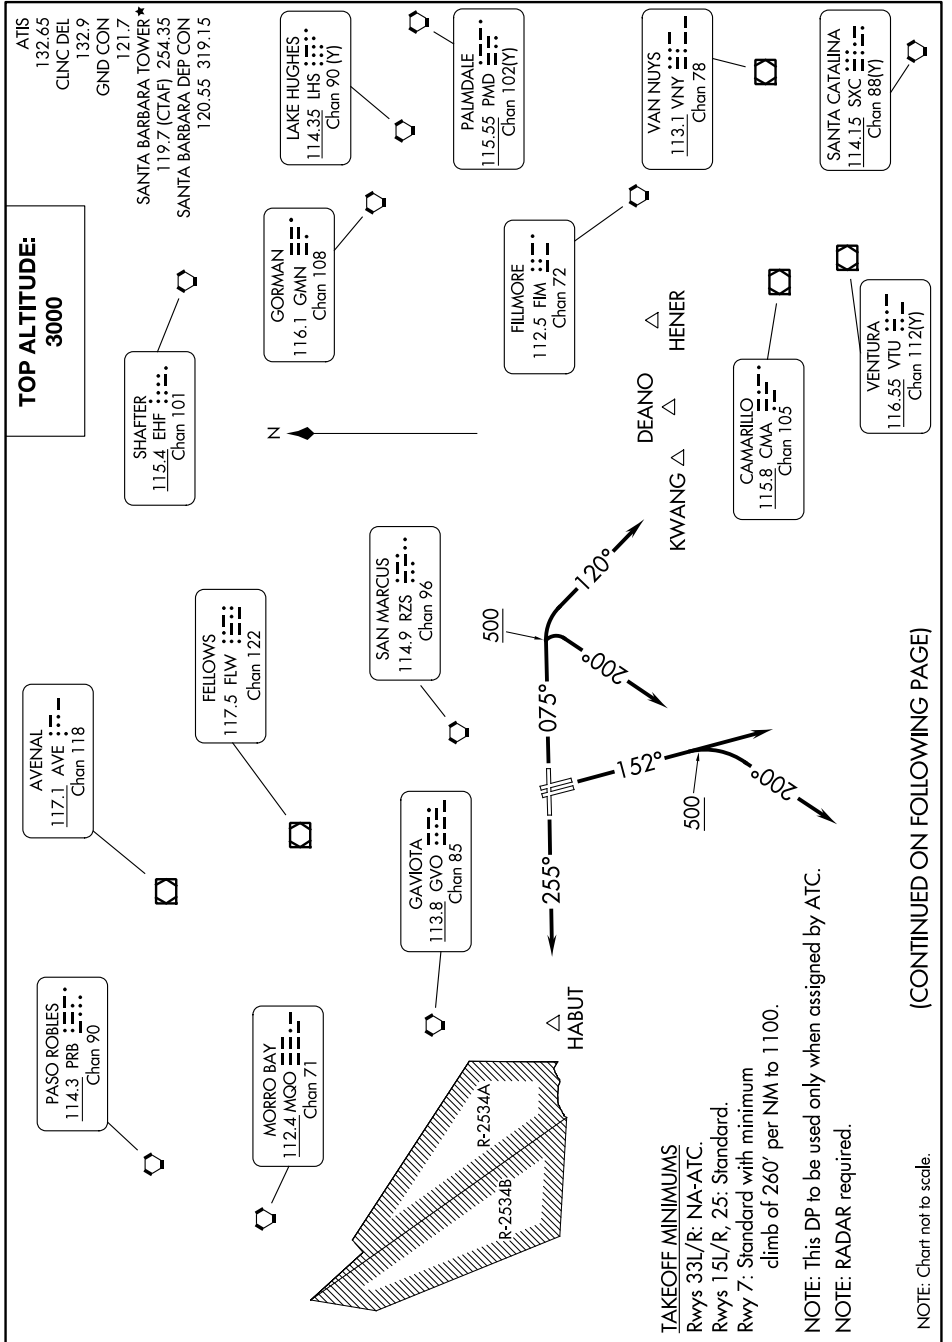 TOP ALTITUDE:
3000
ATIS
132.65
CLNC DEL
132.9
GND CON
121.7
SANTA BARBARA TOWER★
119.7 (CTAF) 254.35
SANTA BARBARA DEP CON
120.55 319.15
PASO ROBLES
114.3 PRB
Chan 90
AVENAL
117.1 AVE
Chan 118
SHAFTER
115.4 EHF
Chan 101
MORRO BAY
112.4 MQO
Chan 71
FELLOWS
117.5 FLW
Chan 122
GORMAN
116.1 GMN
Chan 108
LAKE HUGHES
114.35 LHS
Chan 90 (Y)
N
GAVIOTA
113.8 GVO
Chan 85
SAN MARCUS
114.9 RZS
Chan 96
PALMDALE
115.55 PMD
Chan 102(Y)
FILLMORE
112.5 FIM
Chan 72
R-2534A
R-2534B
HABUT
255°
075°
500
120°
200°
152°
500
200°
KWANG
DEANO
HENER
VAN NUYS
113.1 VNY
Chan 78
CAMARILLO
115.8 CMA
Chan 105
SANTA CATALINA
114.15 SXC
Chan 88(Y)
VENTURA
116.55 VTU
Chan 112(Y)
TAKEOFF MINIMUMS
Rwys 33L/R: NA-ATC.
Rwys 15L/R, 25: Standard.
Rwy 7: Standard with minimum
climb of 260' per NM to 1100.
NOTE: This DP to be used only when assigned by ATC.
NOTE: RADAR required.
(CONTINUED ON FOLLOWING PAGE)
NOTE: Chart not to scale.